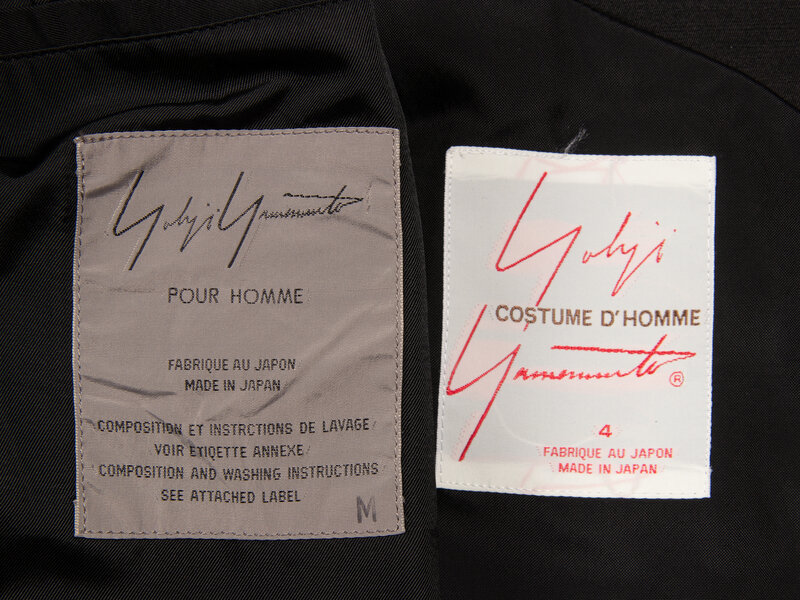 Yohji Yamamoto
POUR HOMME
FABRIQUE AU JAPON
MADE IN JAPAN
COMPOSITION ET INSTRCTIONS DE LAVAGE
VOIR ETIQETTE ANNEXE
COMPOSITION AND WASHING INSTRUCTIONS
SEE ATTACHED LABEL
M
Yohji
COSTUME D'HOMME
Yamamoto ®
4
FABRIQUE AU JAPON
MADE IN JAPAN